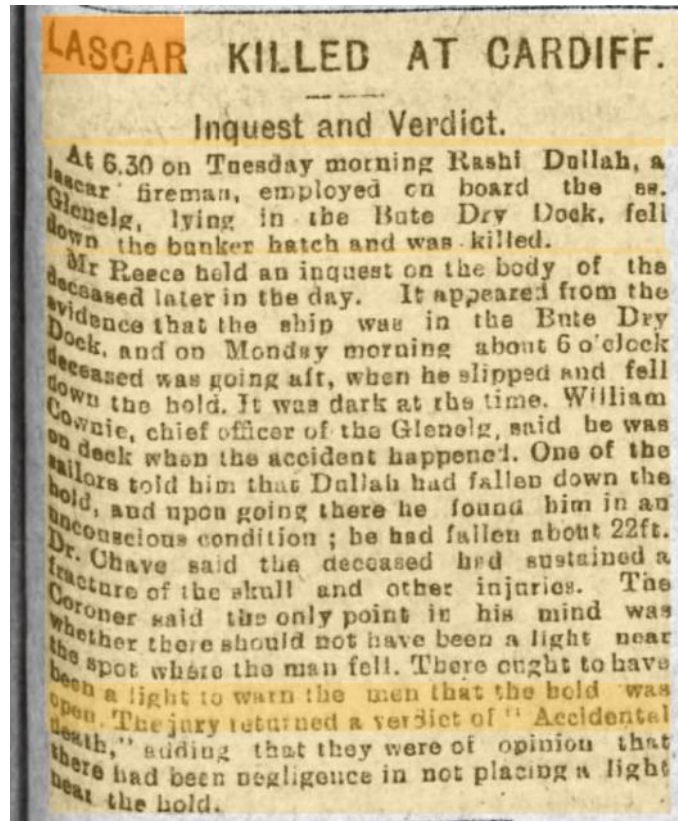 LASCAR KILLED AT CARDIFF.
Inquest and Verdict.
At 6.30 on Tuesday morning Rashi Dullah, a
lascar fireman, employed on board the ss.
Glenelg, lying in the Bute Dry Dock, fell
down the bunker hatch and was killed.
Mr Reece held an inquest on the body of the
deceased later in the day. It appeared from the
evidence that the ship was in the Bute Dry
Dock, and on Monday morning about 6 o'clock
deceased was going aft, when he slipped and fell
down the hold. It was dark at the time. William
Cownie, chief officer of the Glenelg, said he was
on deck when the accident happened. One of the
sailors told him that Dullah had fallen down the
hold, and upon going there he found him in an
unconscious condition ; he had fallen about 22ft.
Dr. Chave said the deceased had sustained a
fracture of the skull and other injuries. The
Coroner said the only point in his mind was
whether there should not have been a light near
the spot where the man fell. There ought to have
been a light to warn the men that the hold was
open. The jury returned a verdict of " Accidental
death," adding that they were of opinion that
there had been negligence in not placing a light
near the hold.